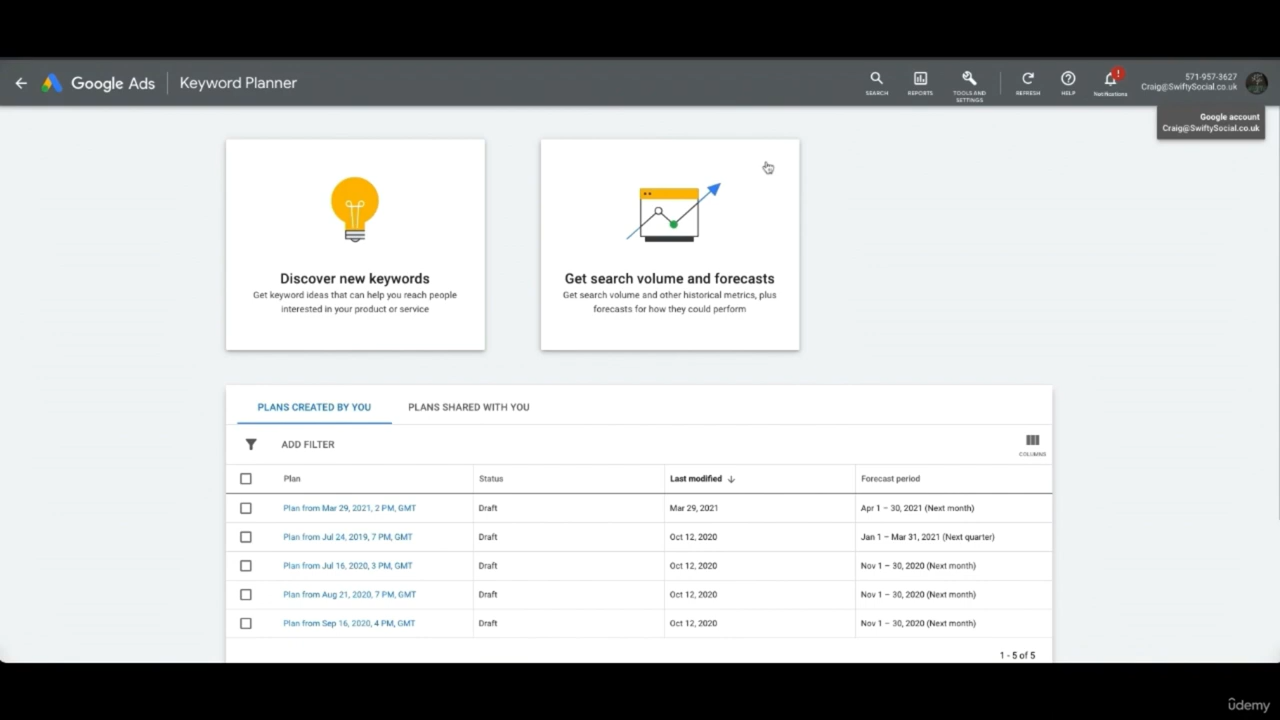 Google Ads
Keyword Planner
SEARCH
REPORTS
TOOLS AND
SETTINGS
REFRESH
HELP
!
Notifications
571-957-3627
Craig@SwiftySocial.co.uk
Google account
Craig@SwiftySocial.co.uk
Discover new keywords
Get keyword ideas that can help you reach people
interested in your product or service
Get search volume and forecasts
Get search volume and other historical metrics, plus
forecasts for how they could perform
PLANS CREATED BY YOU
PLANS SHARED WITH YOU
ADD FILTER
COLUMNS
Plan Status Last modified Forecast period
Plan from Mar 29, 2021, 2 PM, GMT Draft Mar 29, 2021 Apr 1 – 30, 2021 (Next month)
Plan from Jul 24, 2019, 7 PM, GMT Draft Oct 12, 2020 Jan 1 – Mar 31, 2021 (Next quarter)
Plan from Jul 16, 2020, 3 PM, GMT Draft Oct 12, 2020 Nov 1 – 30, 2020 (Next month)
Plan from Aug 21, 2020, 7 PM, GMT Draft Oct 12, 2020 Nov 1 – 30, 2020 (Next month)
Plan from Sep 16, 2020, 4 PM, GMT Draft Oct 12, 2020 Nov 1 – 30, 2020 (Next month)
1 - 5 of 5
ûdemy